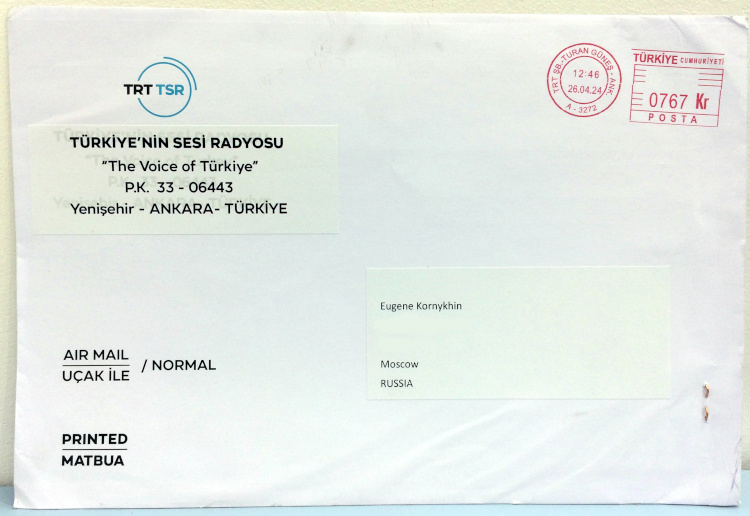 TRT TSR
TÜRKİYE'NİN SESİ RADYOSU
"The Voice of Türkiye"
P.K. 33 - 06443
Yenişehir - ANKARA- TÜRKİYE
TRT ŞB.-TURAN GÜNEŞ - ANK.
12:46
26.04.24
A - 3272
TÜRKİYE CUMHURİYETİ
0767 Kr
POSTA
Eugene Kornykhin
Moscow
RUSSIA
AIR MAIL
UÇAK İLE
/ NORMAL
PRINTED
MATBUA